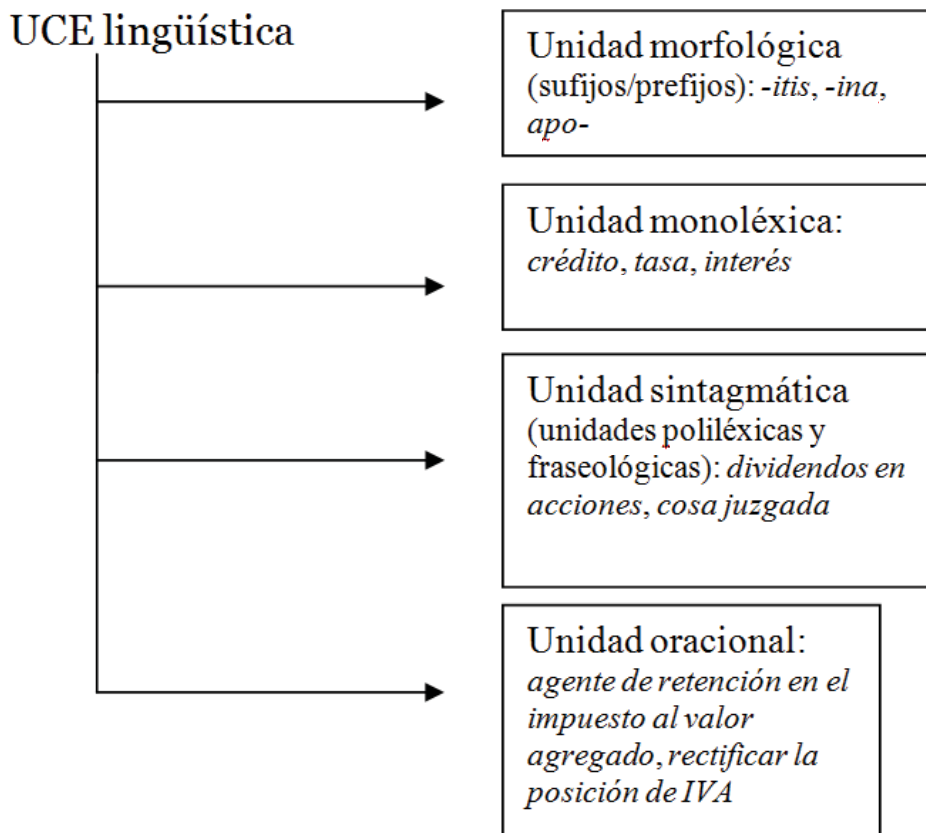 UCE lingüística
Unidad morfológica
(sufijos/prefijos): -itis, -ina,
apo-
Unidad monoléxica:
crédito, tasa, interés
Unidad sintagmática
(unidades poliléxicas y
fraseológicas): dividendos en
acciones, cosa juzgada
Unidad oracional:
agente de retención en el
impuesto al valor
agregado, rectificar la
posición de IVA